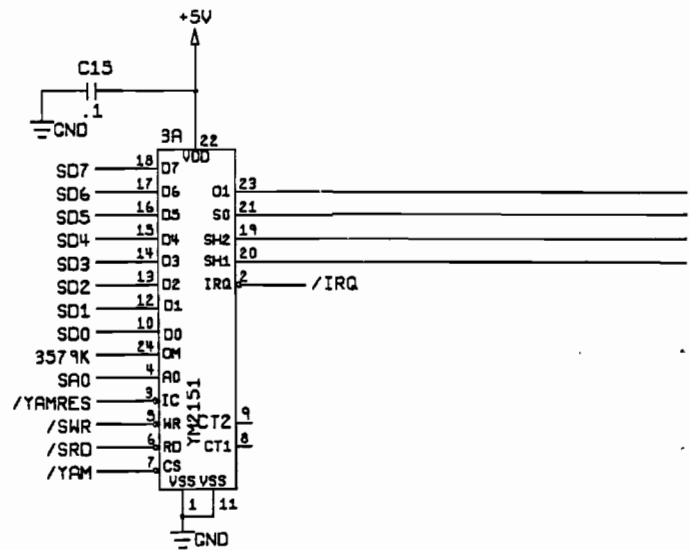 +5V
C15
.1
GND
3A
22
VDD
SD7 18 D7
SD6 17 D6 O1 23
SD5 16 D5 SO 21
SD4 15 D4 SH2 19
SD3 14 D3 SH1 20
SD2 13 D2 IRQ 2 /IRQ
SD1 12 D1
SD0 10 D0
3579K 24 OM
SA0 4 A0
/YAMRES 3 IC
/SWR 5 WR CT2 9
/SRD 6 RD CT1 8
/YAM 7 CS
YM2151
VSS VSS
1 11
GND